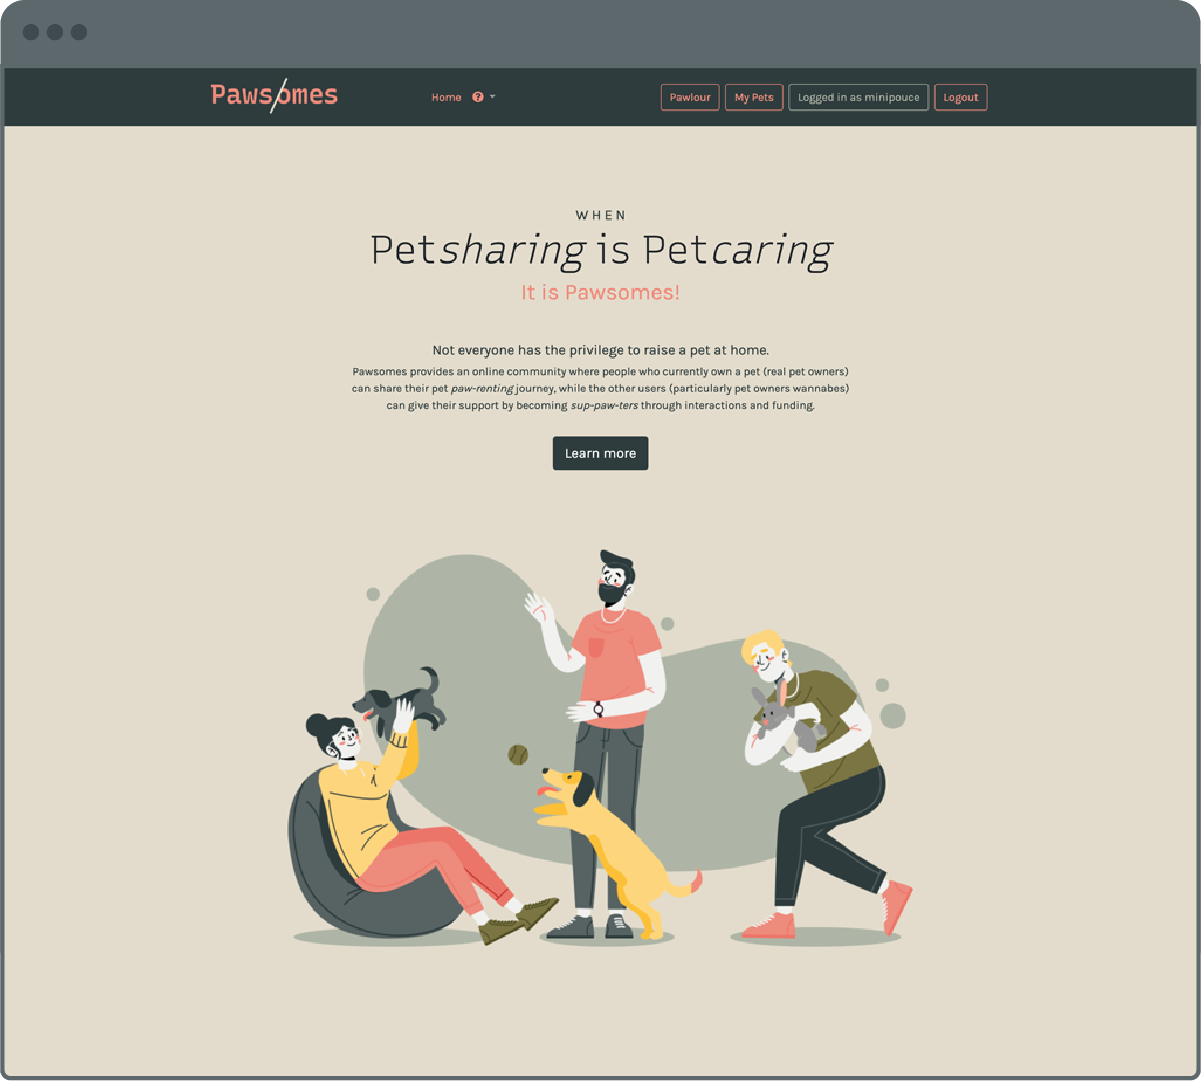 Pawsomes
Home ?
Pawlour
My Pets
Logged in as minipouce
Logout
WHEN
Petsharing is Petcaring
It is Pawsomes!
Not everyone has the privilege to raise a pet at home.
Pawsomes provides an online community where people who currently own a pet (real pet owners)
can share their pet paw-renting journey, while the other users (particularly pet owners wannabes)
can give their support by becoming sup-paw-ters through interactions and funding.
Learn more